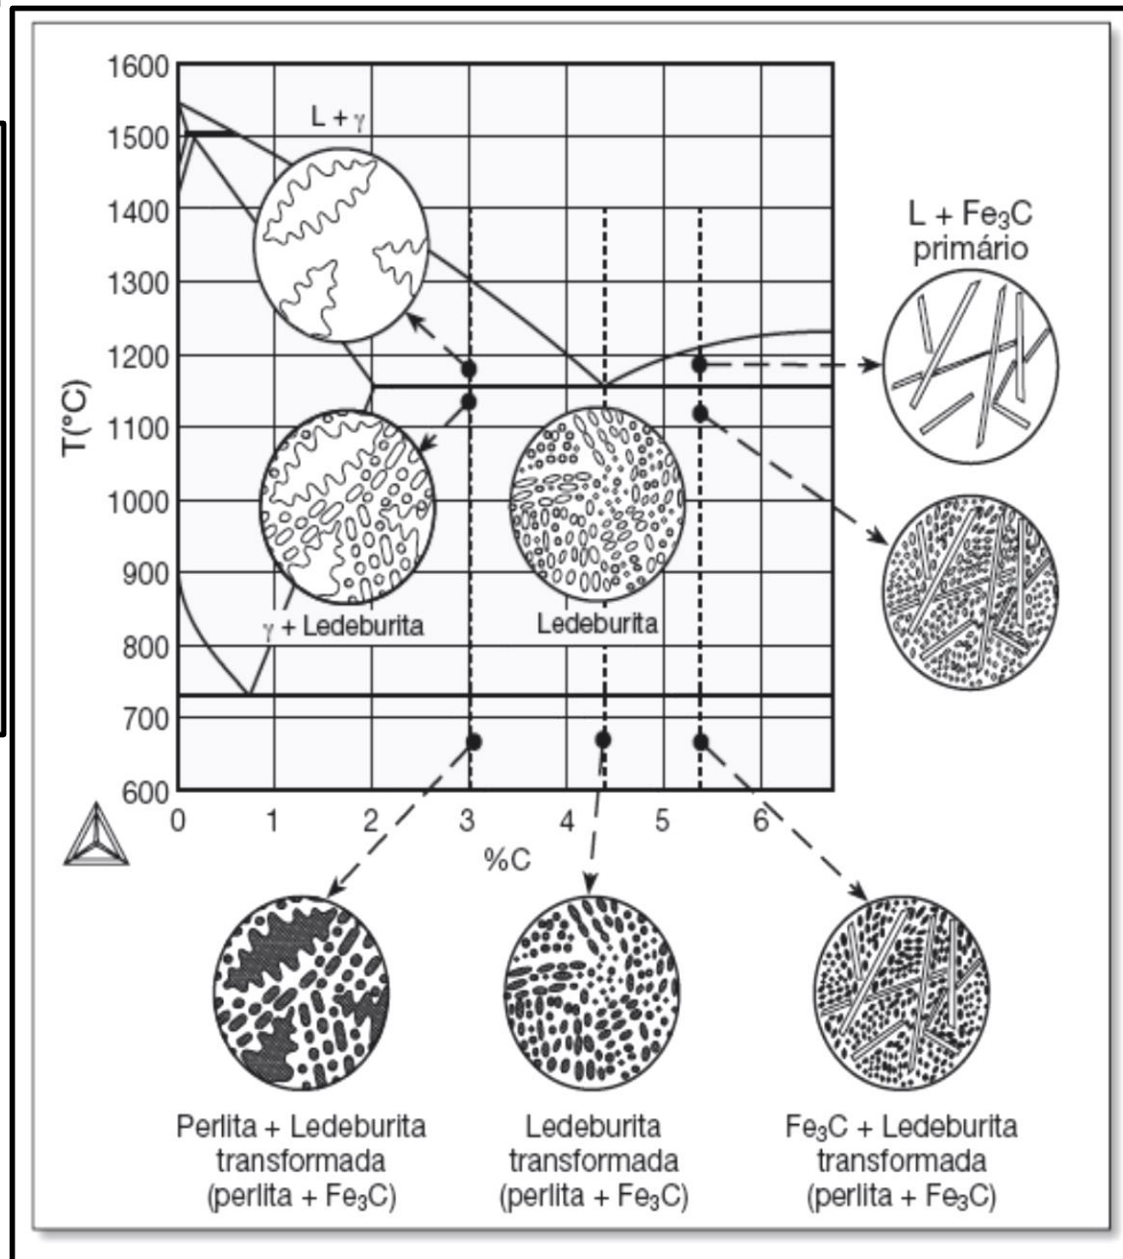 1600
L + γ
1500
1400
L + Fe₃C
primário
1300
1200
1100
T(°C)
1000
900
γ + Ledeburita
Ledeburita
800
700
600
0 1 2 3 4 5 6
%C
Perlita + Ledeburita
transformada
(perlita + Fe₃C)
Ledeburita
transformada
(perlita + Fe₃C)
Fe₃C + Ledeburita
transformada
(perlita + Fe₃C)